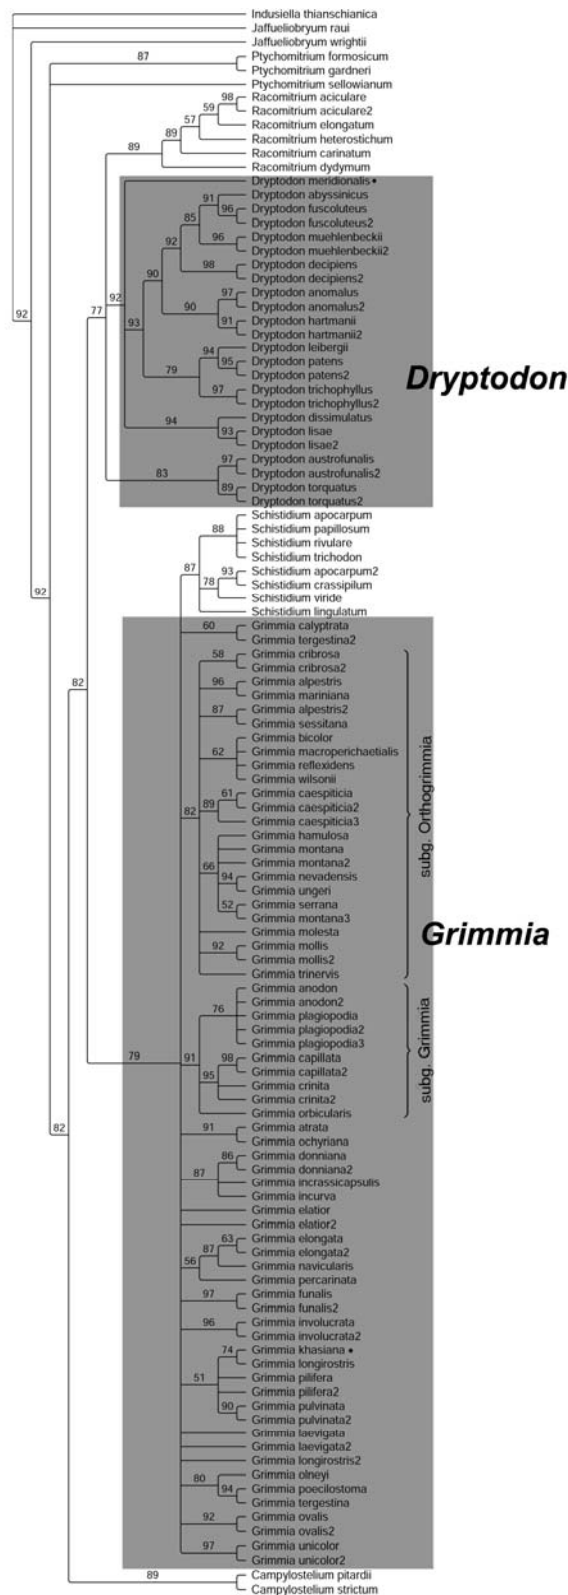 Indusiella thianschianica
Jaffueliobryum raui
Jaffueliobryum wrightii
87 Ptychomitrium formosicum
Ptychomitrium gardneri
Ptychomitrium sellowianum
98 Racomitrium aciculare
59 Racomitrium aciculare2
57 Racomitrium elongatum
89 Racomitrium heterostichum
89 Racomitrium carinatum
Racomitrium dydymum
Dryptodon meridionalis •
91 Dryptodon abyssinicus
96 Dryptodon fuscoluteus
85 Dryptodon fuscoluteus2
96 Dryptodon muehlenbeckii
92 Dryptodon muehlenbeckii2
98 Dryptodon decipiens
90 Dryptodon decipiens2
97 Dryptodon anomalus
92 90 Dryptodon anomalus2
91 Dryptodon hartmanii
77 93 Dryptodon hartmanii2
94 Dryptodon leibergii
95 Dryptodon patens
79 Dryptodon patens2
Dryptodon
97 Dryptodon trichophyllus
Dryptodon trichophyllus2
94 Dryptodon dissimulatus
93 Dryptodon lisae
Dryptodon lisae2
97 Dryptodon austrofunalis
83 Dryptodon austrofunalis2
89 Dryptodon torquatus
Dryptodon torquatus2
92
Schistidium apocarpum
88 Schistidium papillosum
Schistidium rivulare
Schistidium trichodon
87 93 Schistidium apocarpum2
78 Schistidium crassipilum
Schistidium viride
92 Schistidium lingulatum
60 Grimmia calyptrata
Grimmia tergestina2
58 Grimmia cribrosa
Grimmia cribrosa2
82 96 Grimmia alpestris
Grimmia mariniana
87 Grimmia alpestris2
Grimmia sessitana
Grimmia bicolor
62 Grimmia macroperichaetialis
Grimmia reflexidens
Grimmia wilsonii
61 Grimmia caespiticia
82 89 Grimmia caespiticia2
Grimmia caespiticia3
subg. Orthogrimmia
Grimmia hamulosa
Grimmia montana
66 Grimmia montana2
94 Grimmia nevadensis
Grimmia ungeri
52 Grimmia serrana
Grimmia montana3
Grimmia molesta
Grimmia
92 Grimmia mollis
Grimmia mollis2
Grimmia trinervis
Grimmia anodon
76 Grimmia anodon2
Grimmia plagiopodia
Grimmia plagiopodia2
Grimmia plagiopodia3
79 91 98 Grimmia capillata
95 Grimmia capillata2
Grimmia crinita
Grimmia crinita2
Grimmia orbicularis
subg. Grimmia
82 91 Grimmia atrata
Grimmia ochyriana
86 Grimmia donniana
87 Grimmia donniana2
Grimmia incrassicapsulis
Grimmia incurva
Grimmia elatior
Grimmia elatior2
63 Grimmia elongata
87 Grimmia elongata2
56 Grimmia navicularis
Grimmia percarinata
97 Grimmia funalis
Grimmia funalis2
96 Grimmia involucrata
Grimmia involucrata2
74 Grimmia khasiana •
Grimmia longirostris
51 Grimmia pilifera
Grimmia pilifera2
90 Grimmia pulvinata
Grimmia pulvinata2
Grimmia laevigata
Grimmia laevigata2
Grimmia longirostris2
80 Grimmia olneyi
94 Grimmia poecilostoma
Grimmia tergestina
92 Grimmia ovalis
Grimmia ovalis2
97 Grimmia unicolor
Grimmia unicolor2
89 Campylostelium pitardii
Campylostelium strictum